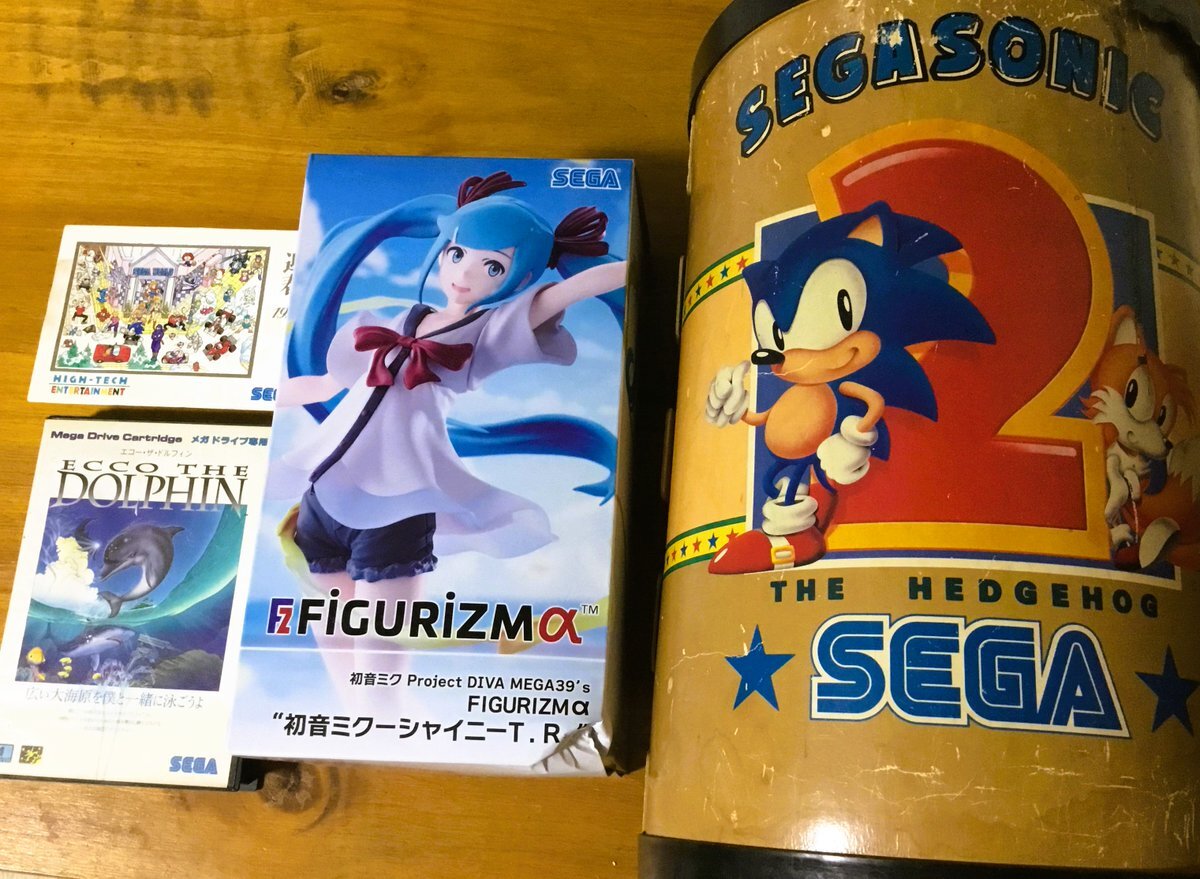 SEGA WORLD
HIGH-TECH
ENTERTAINMENT
Mega Drive Cartridge メガドライブ専用
エコー・ザ・ドルフィン
ECCO THE
DOLPHIN
広い大海原を僕と一緒に泳ごうよ
SEGA
SEGA
FZ FiGURiZMα™
初音ミク Project DIVA MEGA39's
FIGURIZMα
“初音ミクーシャイニーT.R.
SEGASONIC
2
THE HEDGEHOG
SEGA